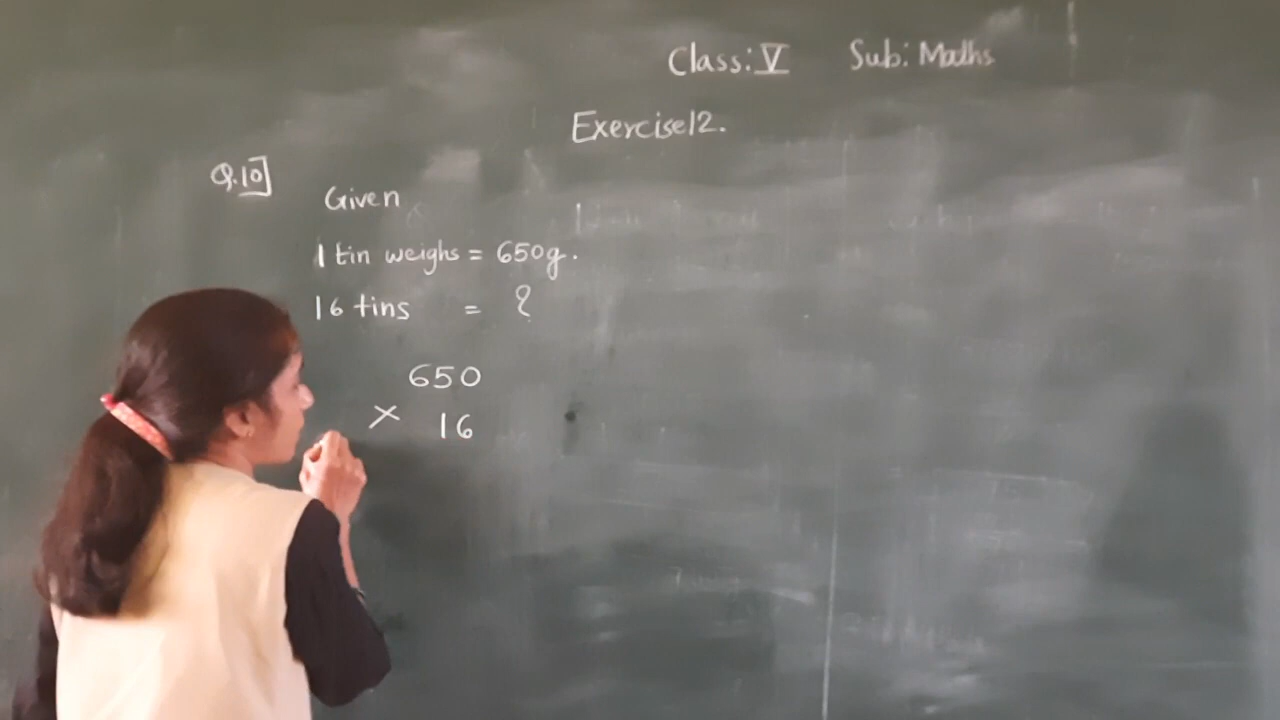 Class: V Sub: Maths
Exercise 12.
Q.10]
Given
1 tin weighs = 650g.
16 tins = ?
650
× 16